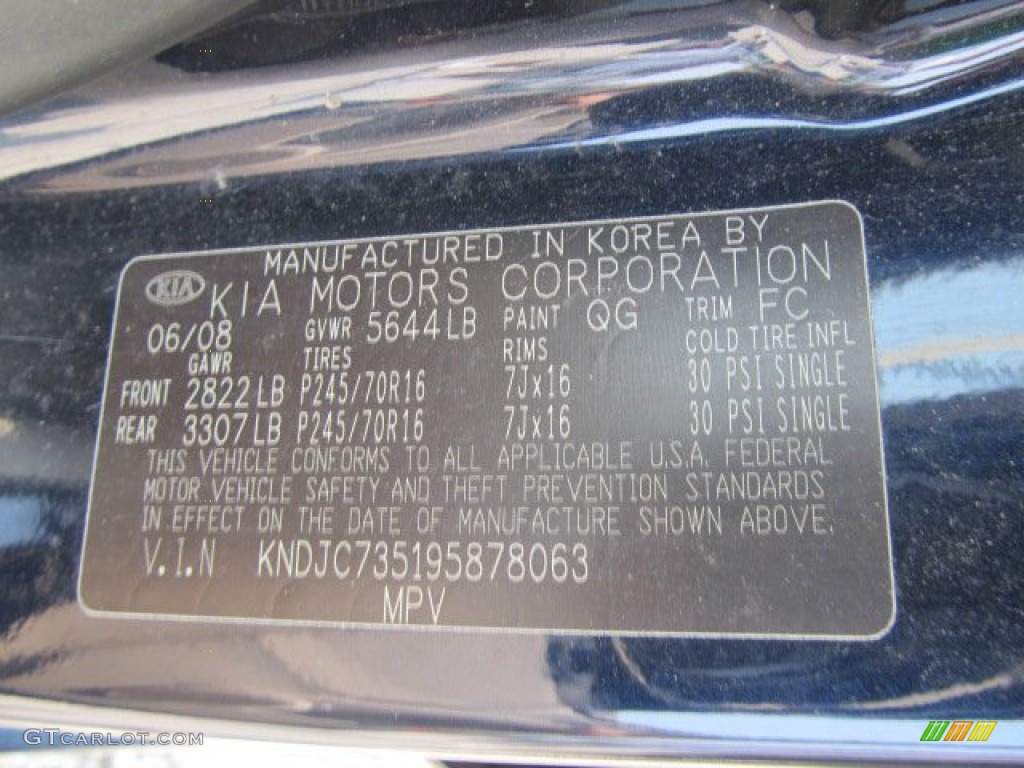 MANUFACTURED IN KOREA BY
KIA KIA MOTORS CORPORATION
06/08 GVWR 5644LB PAINT QG TRIM FC
GAWR TIRES RIMS COLD TIRE INFL
FRONT 2822LB P245/70R16 7Jx16 30 PSI SINGLE
REAR 3307LB P245/70R16 7Jx16 30 PSI SINGLE
THIS VEHICLE CONFORMS TO ALL APPLICABLE U.S.A. FEDERAL
MOTOR VEHICLE SAFETY AND THEFT PREVENTION STANDARDS
IN EFFECT ON THE DATE OF MANUFACTURE SHOWN ABOVE.
V.I.N KNDJC735195878063
MPV
GTCARLOT.COM